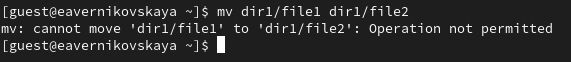 [guest@eavernikovskaya ~]$ mv dir1/file1 dir1/file2
mv: cannot move 'dir1/file1' to 'dir1/file2': Operation not permitted
[guest@eavernikovskaya ~]$